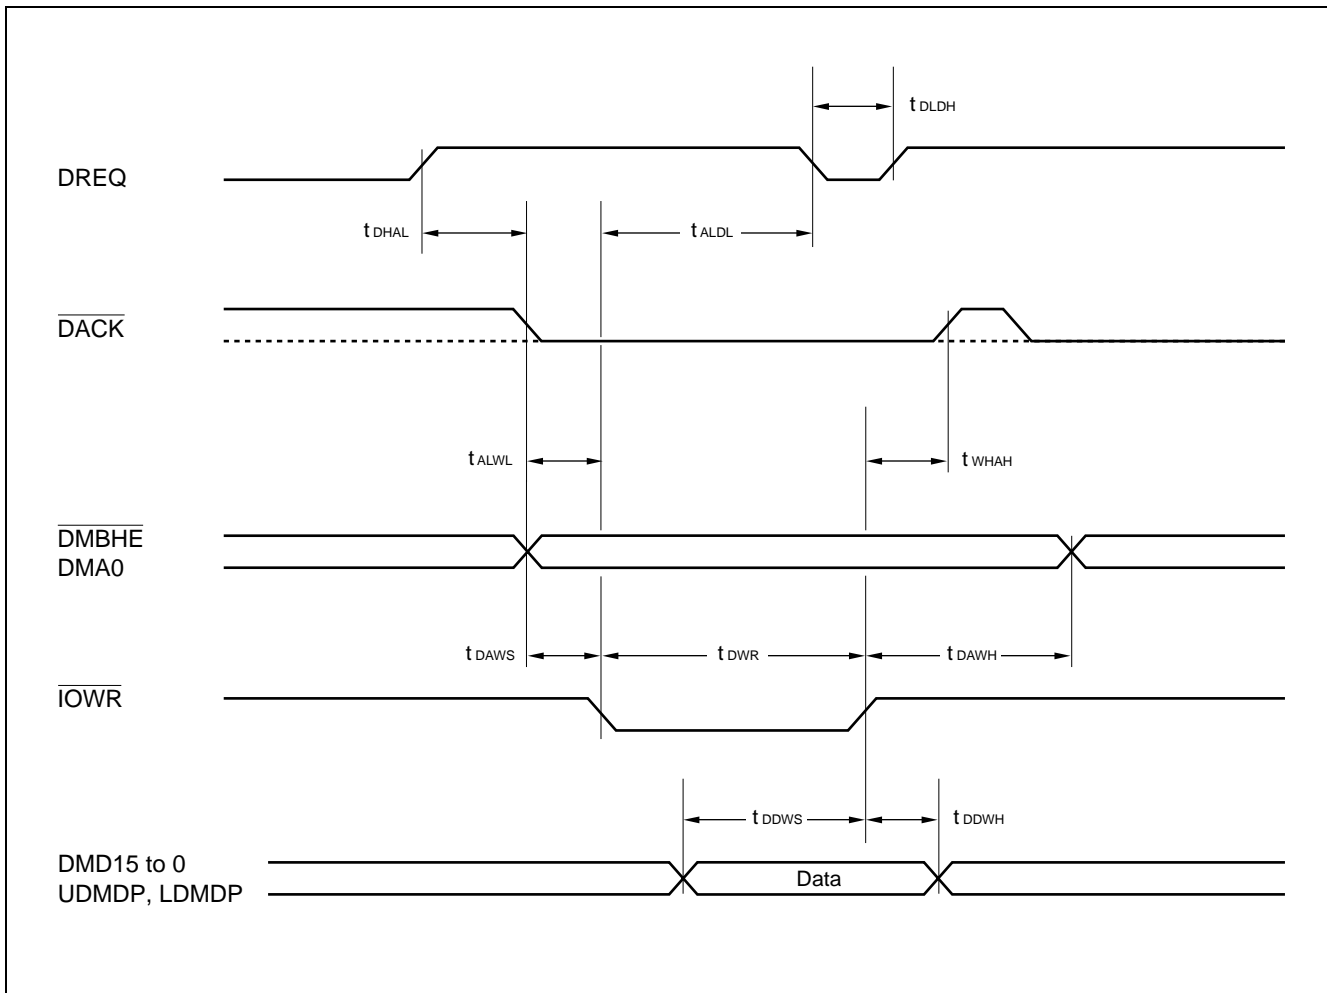 t DLDH
DREQ
t DHAL
t ALDL
DACK
t ALWL
t WHAH
DMBHE
DMA0
t DAWS
t DWR
t DAWH
IOWR
t DDWS
t DDWH
DMD15 to 0
UDMDP, LDMDP
Data